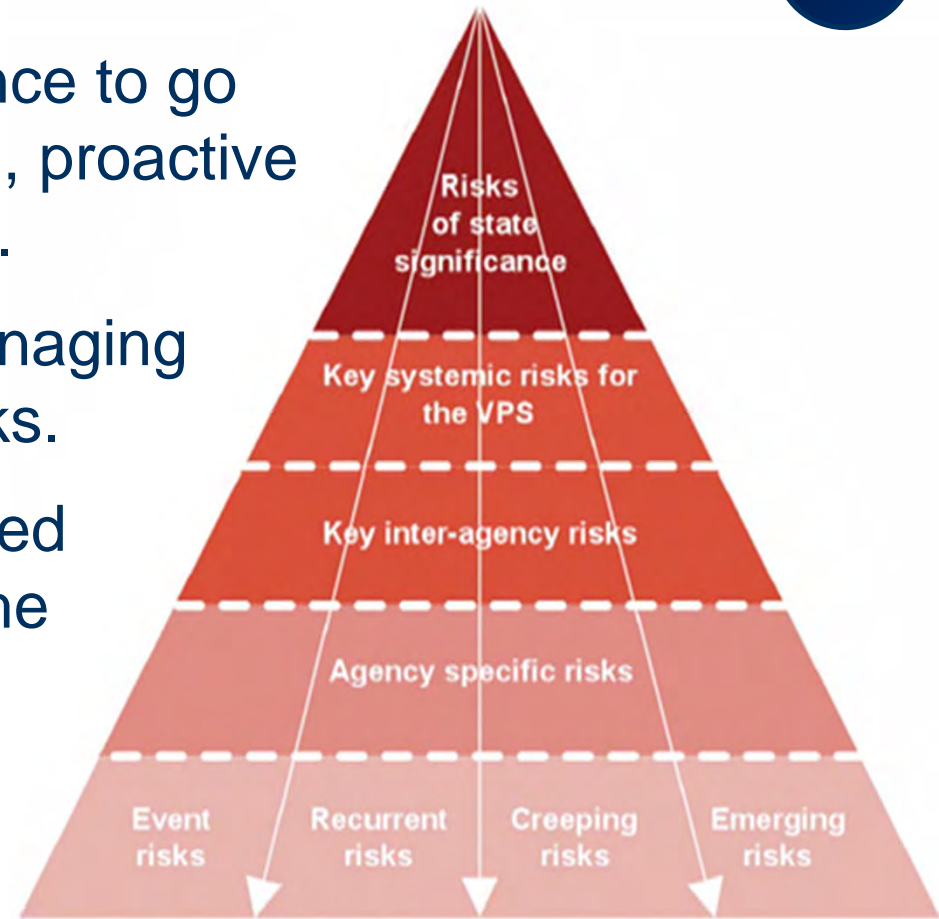 nce to go
, proactive
.
naging
ks.
ed
ne
Risks
of state
significance
Key systemic risks for
the VPS
Key inter-agency risks
Agency specific risks
Event
risks
Recurrent
risks
Creeping
risks
Emerging
risks